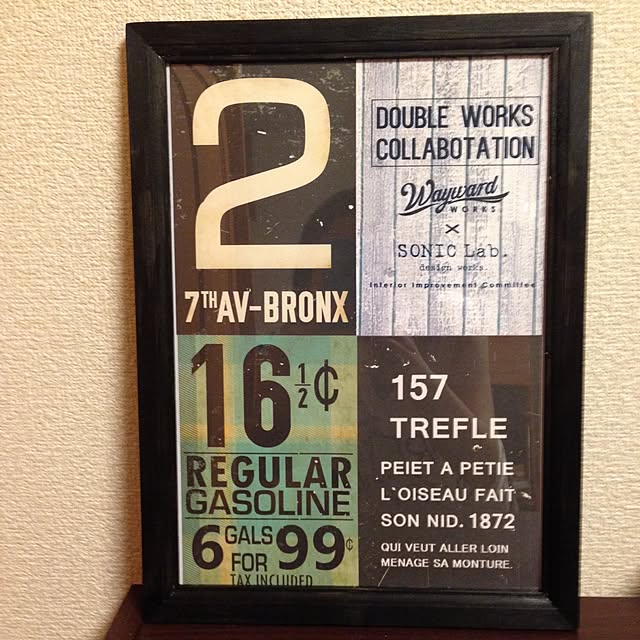 2
7TH AV-BRONX
DOUBLE WORKS
COLLABOTATION
Wayward
WORKS
×
SONIC Lab.
design works.
Interior Improvement Committee
16 1/2 ¢
REGULAR
GASOLINE
6 GALS FOR 99¢
TAX INCLUDED
157
TREFLE
PEIET A PETIE
L`OISEAU FAIT
SON NID. 1872
QUI VEUT ALLER LOIN
MENAGE SA MONTURE.